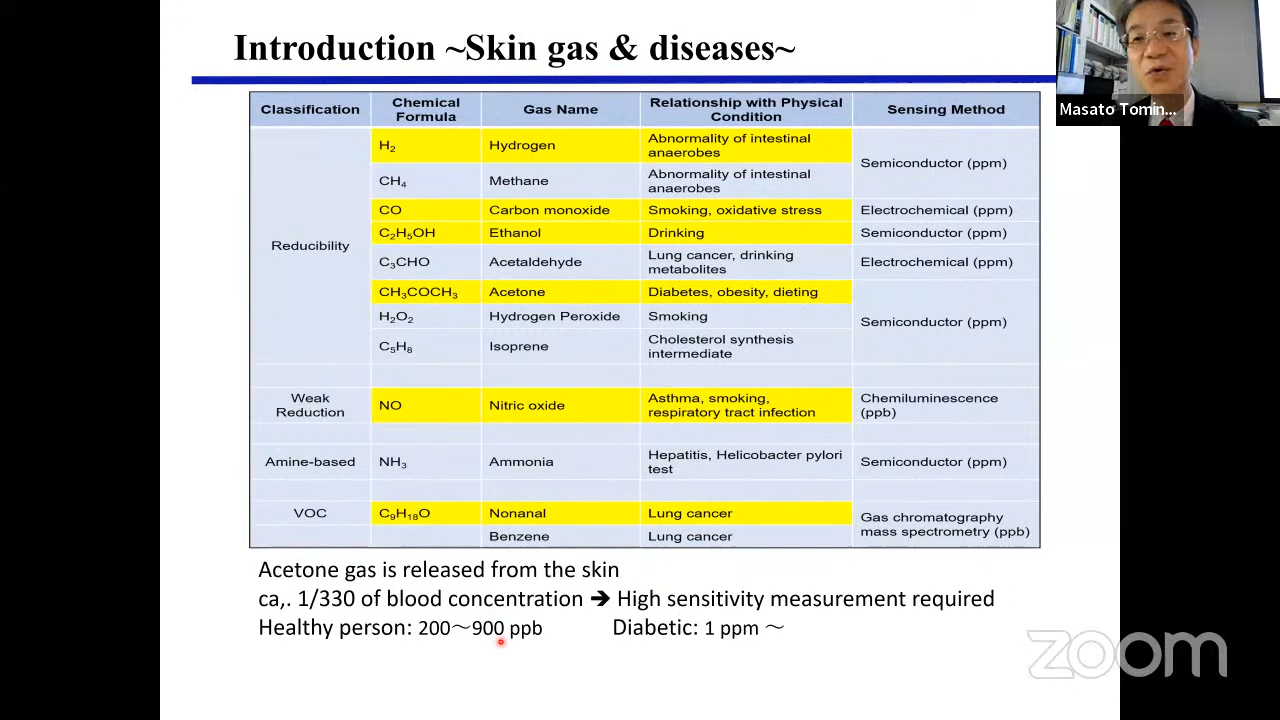 Introduction ~Skin gas & diseases~
Masato Tomin...
Classification
Chemical Formula
Gas Name
Relationship with Physical Condition
Sensing Method
Reducibility
H₂
Hydrogen
Abnormality of intestinal
anaerobes
Semiconductor (ppm)
CH₄
Methane
Abnormality of intestinal
anaerobes
CO
Carbon monoxide
Smoking, oxidative stress
Electrochemical (ppm)
C₂H₅OH
Ethanol
Drinking
Semiconductor (ppm)
C₃CHO
Acetaldehyde
Lung cancer, drinking
metabolites
Electrochemical (ppm)
CH₃COCH₃
Acetone
Diabetes, obesity, dieting
Semiconductor (ppm)
H₂O₂
Hydrogen Peroxide
Smoking
C₅H₈
Isoprene
Cholesterol synthesis
intermediate
Weak
Reduction
NO
Nitric oxide
Asthma, smoking,
respiratory tract infection
Chemiluminescence
(ppb)
Amine-based
NH₃
Ammonia
Hepatitis, Helicobacter pylori
test
Semiconductor (ppm)
VOC
C₉H₁₈O
Nonanal
Lung cancer
Gas chromatography
mass spectrometry (ppb)
Benzene
Lung cancer
Acetone gas is released from the skin
ca,. 1/330 of blood concentration ➔ High sensitivity measurement required
Healthy person: 200～900 ppb Diabetic: 1 ppm ～
zoom